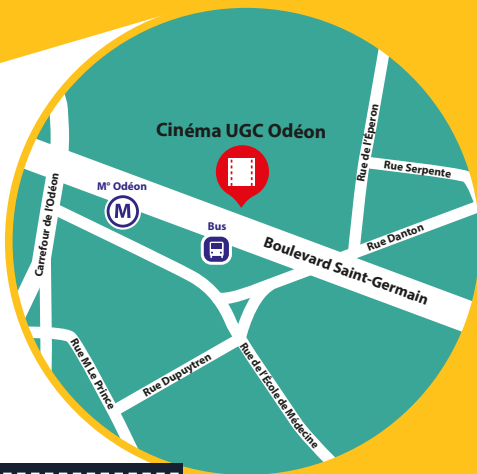 Cinéma UGC Odéon
Rue de l'Éperon
Rue Serpente
M° Odéon
M
Carrefour de l'Odéon
Bus
Rue Danton
Boulevard Saint-Germain
Rue M Le Prince
Rue Dupuytren
Rue de l'École de Médecine